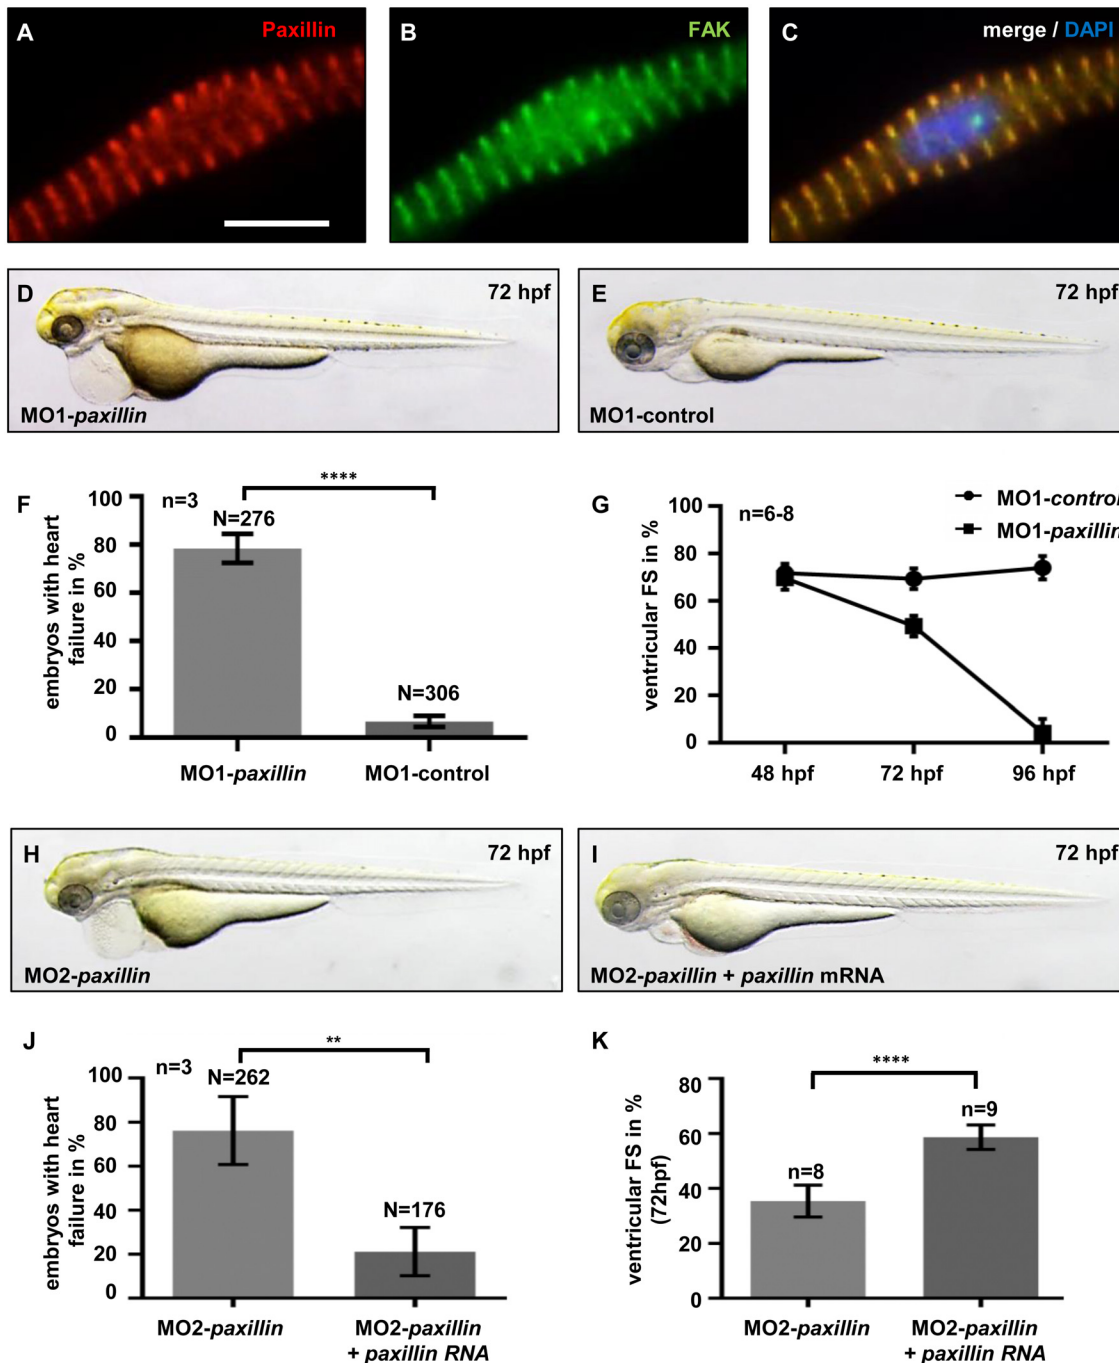 A Paxillin
B FAK
C merge / DAPI
D 72 hpf
MO1-paxillin
E 72 hpf
MO1-control
F
embryos with heart
failure in %
100
80
60
40
20
0
n=3
N=276
****
N=306
MO1-paxillin MO1-control
G
ventricular FS in %
100
80
60
40
20
0
n=6-8
MO1-control
MO1-paxillin
48 hpf 72 hpf 96 hpf
H 72 hpf
MO2-paxillin
I 72 hpf
MO2-paxillin + paxillin mRNA
J
embryos with heart
failure in %
100
80
60
40
20
0
n=3
N=262
**
N=176
MO2-paxillin
MO2-paxillin
+ paxillin RNA
K
ventricular FS in %
(72hpf)
80
60
40
20
0
****
n=8
n=9
MO2-paxillin
MO2-paxillin
+ paxillin RNA